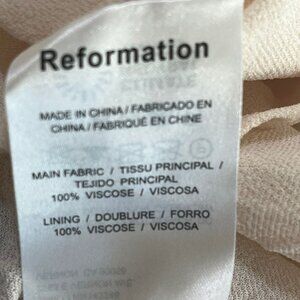 Reformation
MADE IN CHINA / FABRICADO EN
CHINA / FABRIQUÉ EN CHINE
MAIN FABRIC / TISSU PRINCIPAL /
TEJIDO PRINCIPAL
100% VISCOSE / VISCOSA
LINING / DOUBLURE / FORRO
100% VISCOSE / VISCOSA